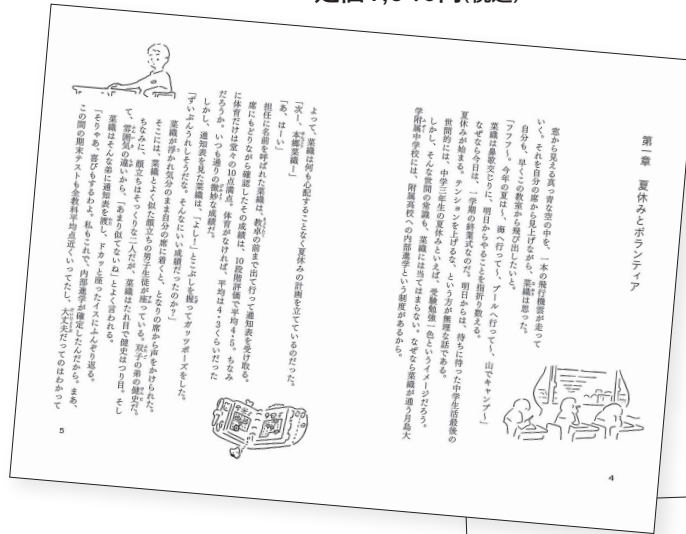 第一章　夏休みとボランティア
窓から見える真っ青な空の中を、一本の飛行機雲が走って
いく。それを自分の席から見上げながら、菜織は思った。
自分も、早くこの教室から飛び出したいと。
「フフフー。今年の夏は〜、海へ行って〜、プールへ行って〜、山でキャンプ〜」
菜織は鼻歌交じりに、明日からやることを指折り数える。
なぜなら今日は、一学期の終業式なのだ。明日からは、待ちに待った中学生活最後の
夏休みが始まる。テンションを上げるな、という方が無理な話である。
世間的には、中学三年生の夏休みといえば、受験勉強一色というイメージだろう。
しかし、そんな世間の常識も、菜織には当てはまらない。なぜなら菜織が通う月島大
学附属中学校には、附属高校への内部進学という制度があるから。
4
よって、菜織は何も心配することなく夏休みの計画を立てているのだった。
「次ー、本郷菜織ー」
「あ、はーい」
担任に名前を呼ばれた菜織は、教卓の前まで出て行って通知表を受け取る。
席にもどりながら確認したその成績は、10段階評価で平均4・5。ちなみ
に体育だけは堂々の10点満点。体育がなければ、平均は4・3くらいだった
だろうか。いつも通りの微妙な成績だ。
しかし、通知表を見た菜織は、「よし！」とこぶしを握ってガッツポーズをした。
「ずいぶんうれしそうだな。そんなにいい成績だったのか？」
菜織が浮かれ気分のまま自分の席に着くと、となりの席から声をかけられた。
そこには、菜織とよく似た顔立ちの男子生徒が座っている。双子の弟の健史だ。
ちなみに、顔立ちはそっくりな二人だが、菜織はたれ目で健史はつり目。そし
て、雰囲気の違いから、「あまり似てないね」とよく言われる。
菜織はそんな弟に通知表を渡し、ドカッと座ったイスにふんぞり返る。
「そりゃあ、喜びもするわよ。私もこれで、内部進学が確定したんだから。まあ、
この間の期末テストも全教科平均点近くいってたし、大丈夫だってのはわかって
5